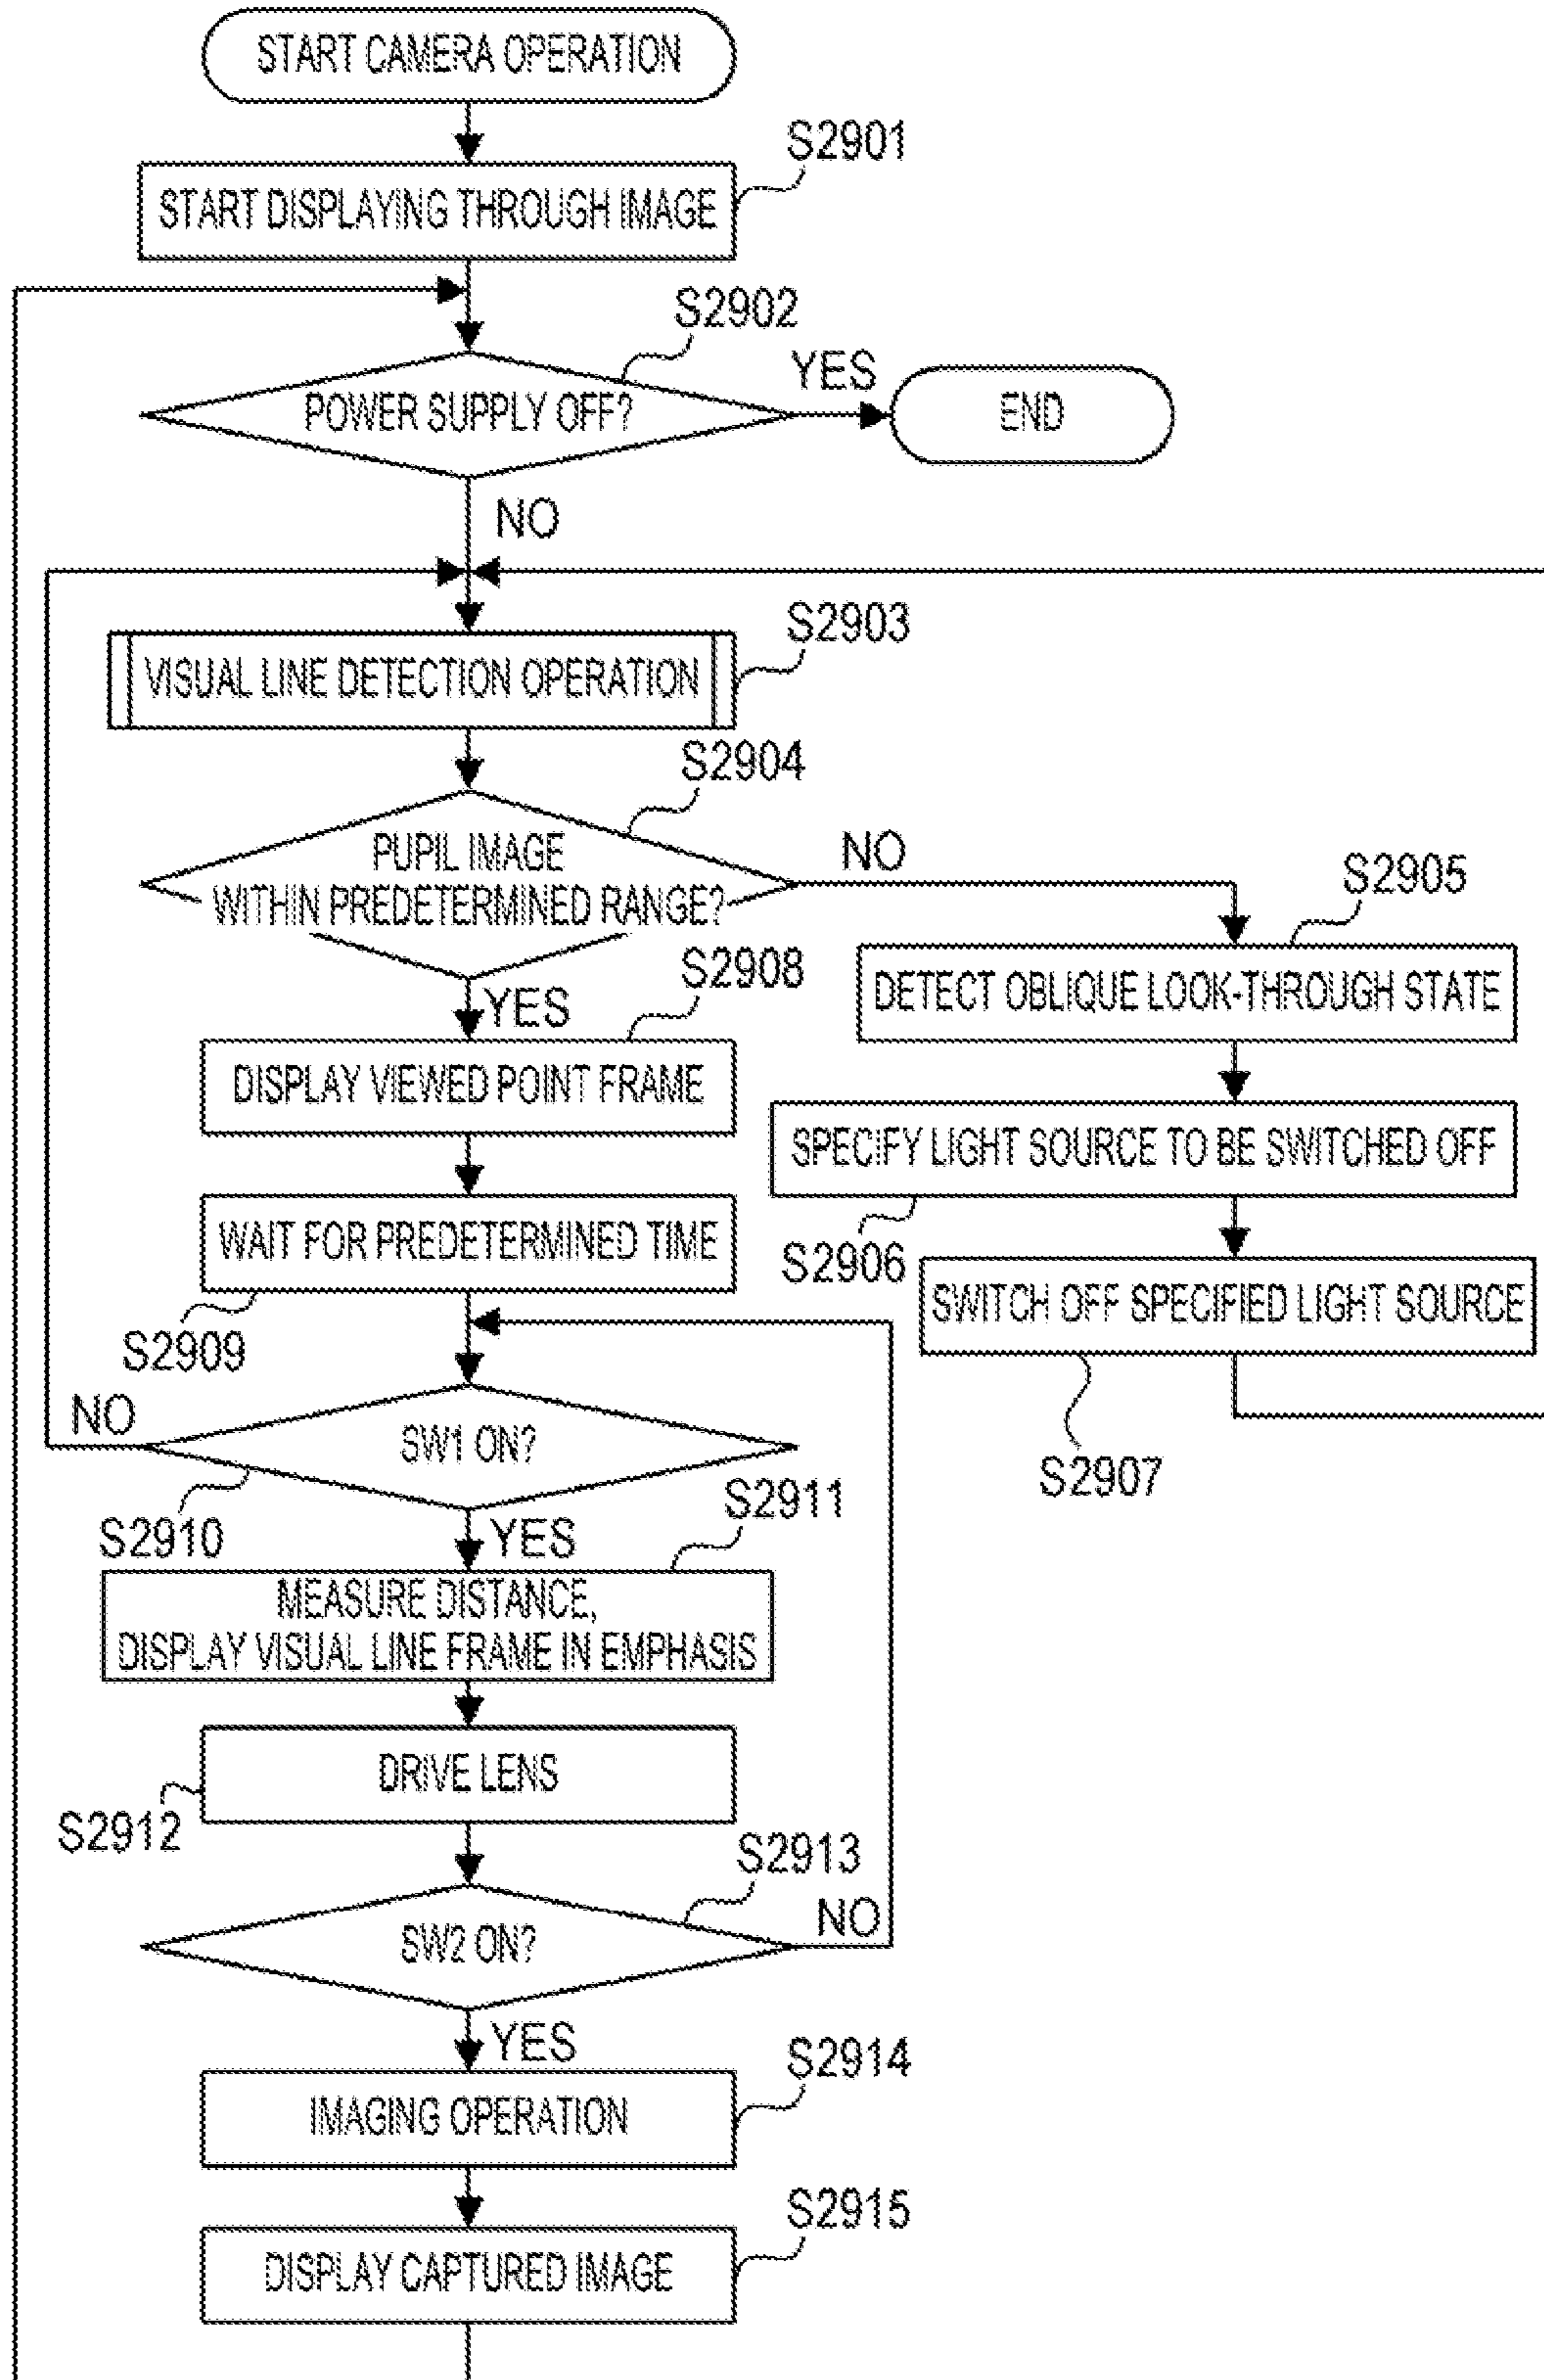 START CAMERA OPERATION
S2901
START DISPLAYING THROUGH IMAGE
S2902
POWER SUPPLY OFF?
YES
END
NO
S2903
VISUAL LINE DETECTION OPERATION
S2904
PUPIL IMAGE
WITHIN PREDETERMINED RANGE?
NO
S2905
DETECT OBLIQUE LOOK-THROUGH STATE
YES
S2908
DISPLAY VIEWED POINT FRAME
SPECIFY LIGHT SOURCE TO BE SWITCHED OFF
S2906
WAIT FOR PREDETERMINED TIME
S2909
SWITCH OFF SPECIFIED LIGHT SOURCE
S2907
NO
SW1 ON?
S2910
YES
S2911
MEASURE DISTANCE,
DISPLAY VISUAL LINE FRAME IN EMPHASIS
DRIVE LENS
S2912
S2913
SW2 ON?
NO
YES
S2914
IMAGING OPERATION
S2915
DISPLAY CAPTURED IMAGE